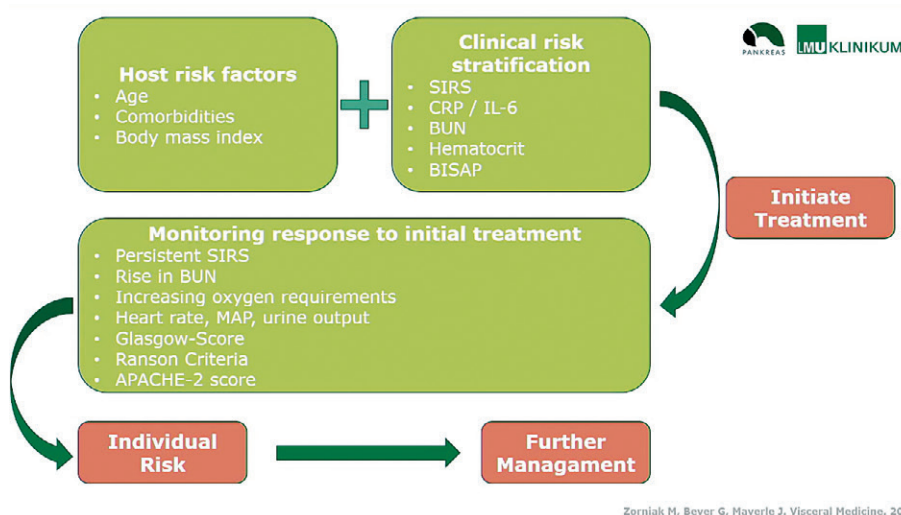 Host risk factors
• Age
• Comorbidities
• Body mass index
Clinical risk
stratification
• SIRS
• CRP / IL-6
• BUN
• Hematocrit
• BISAP
PANKREAS
LMU KLINIKUM
Initiate
Treatment
Monitoring response to initial treatment
• Persistent SIRS
• Rise in BUN
• Increasing oxygen requirements
• Heart rate, MAP, urine output
• Glasgow-Score
• Ranson Criteria
• APACHE-2 score
Individual
Risk
Further
Managament
Zorniak M, Beyer G, Mayerle J, Visceral Medicine, 20